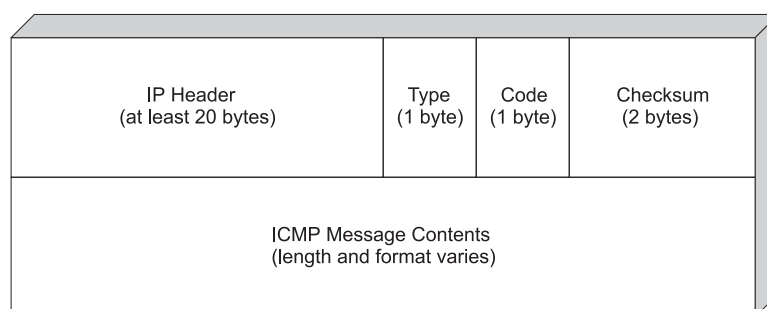 IP Header
(at least 20 bytes)
Type
(1 byte)
Code
(1 byte)
Checksum
(2 bytes)
ICMP Message Contents
(length and format varies)